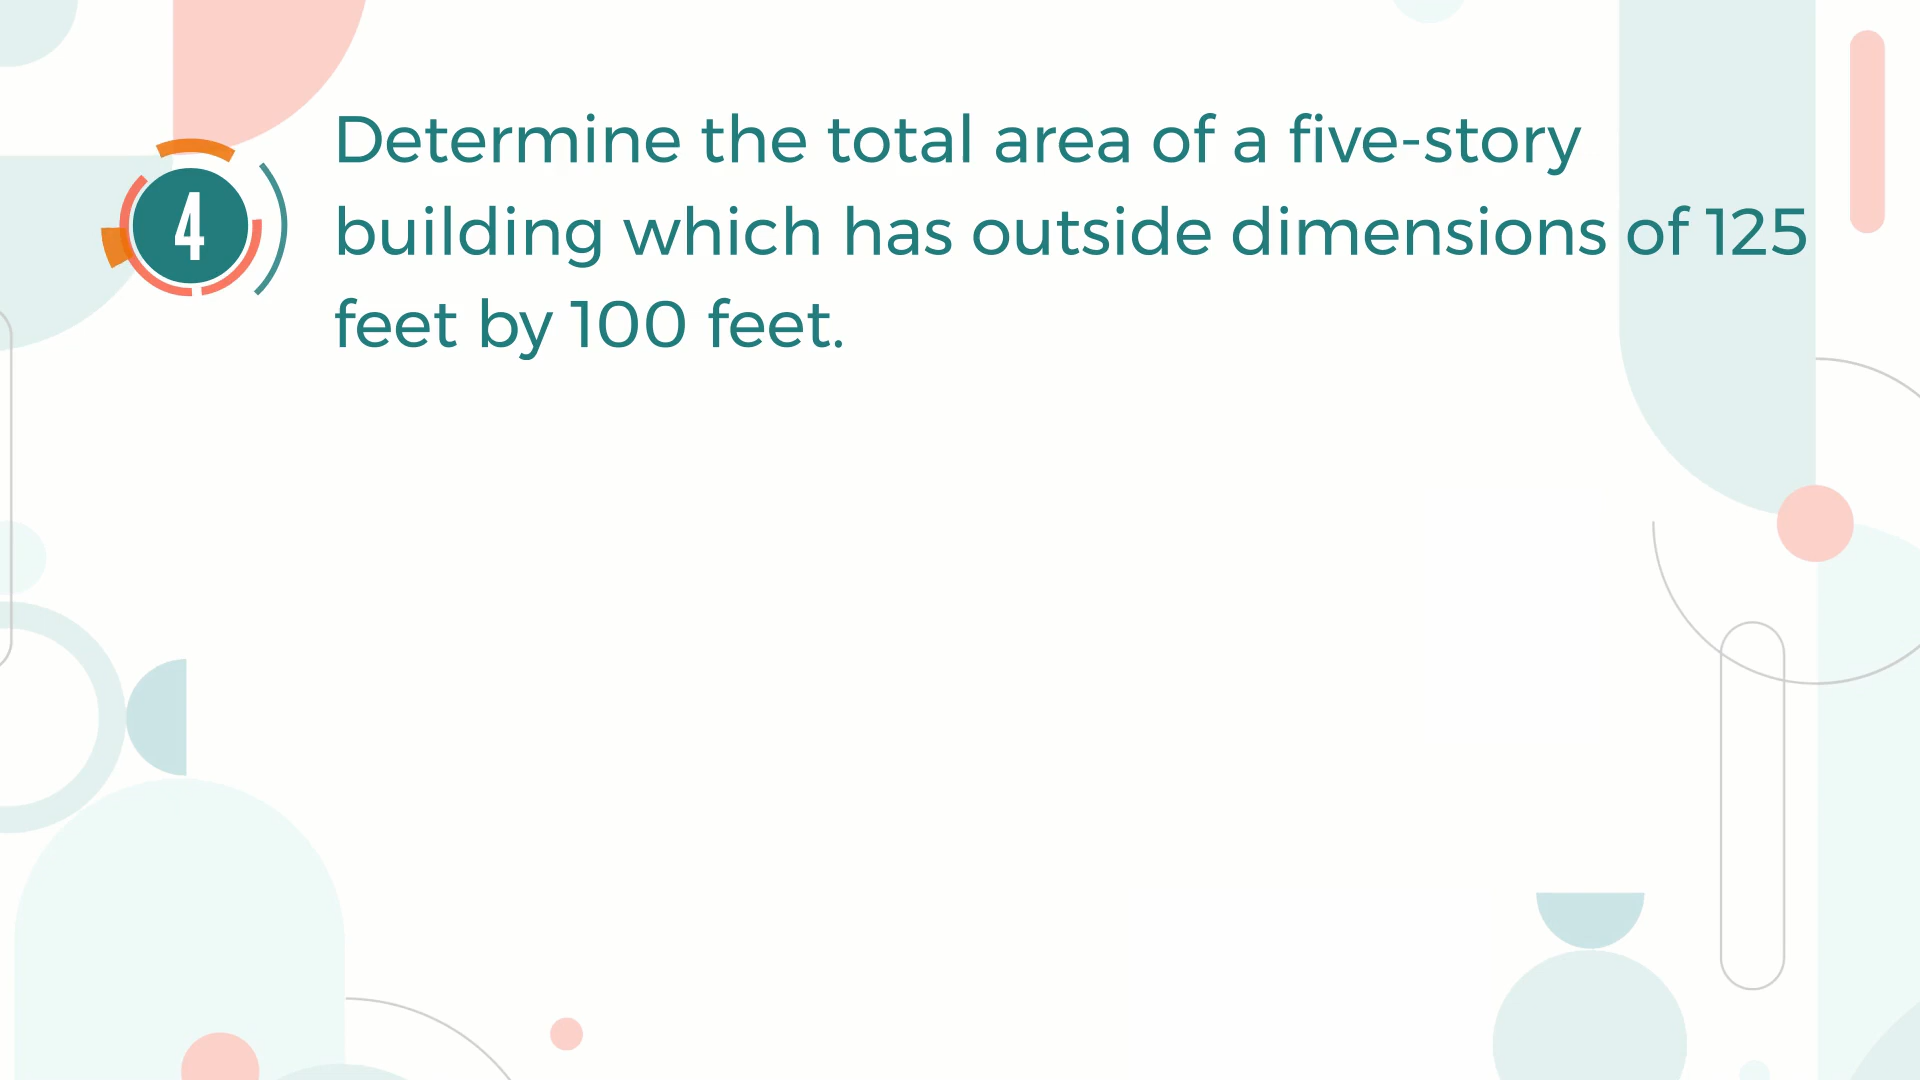 4
Determine the total area of a five-story
building which has outside dimensions of 125
feet by 100 feet.